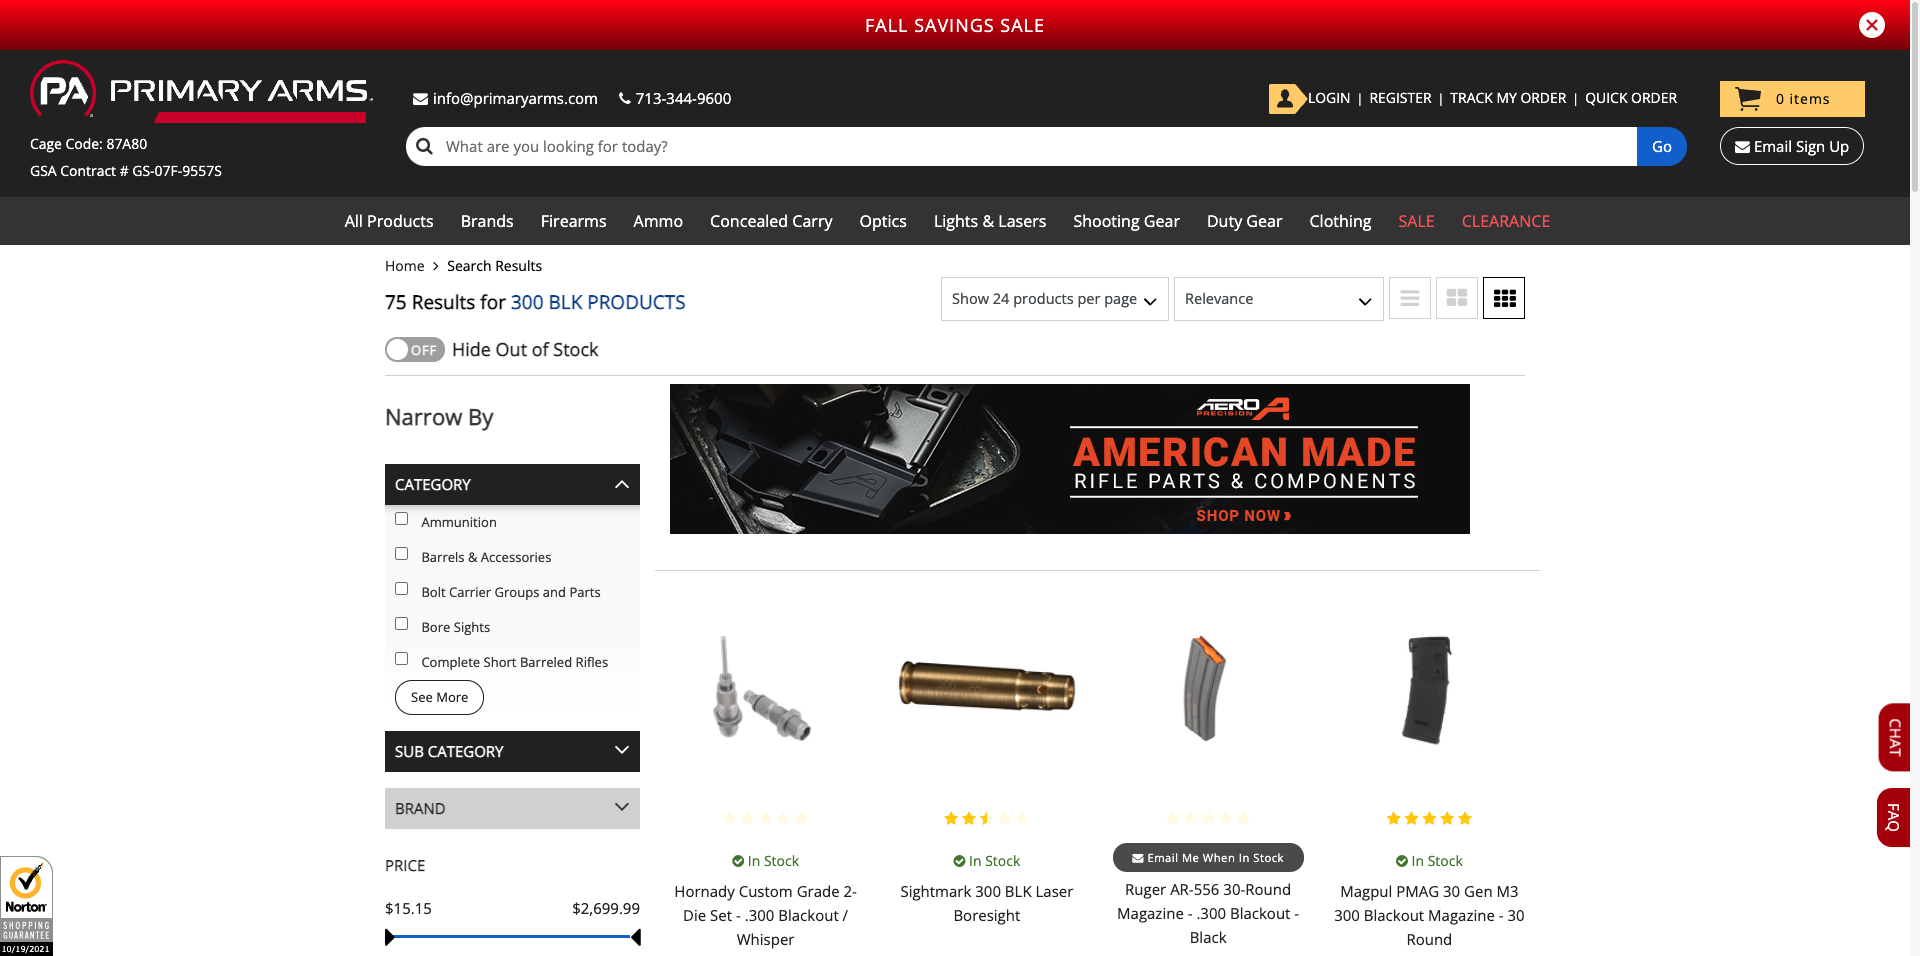 FALL SAVINGS SALE
PA PRIMARY ARMS
info@primaryarms.com 713-344-9600
LOGIN | REGISTER | TRACK MY ORDER | QUICK ORDER
0 items
Cage Code: 87A80
GSA Contract # GS-07F-9557S
What are you looking for today?
Go
Email Sign Up
All Products Brands Firearms Ammo Concealed Carry Optics Lights & Lasers Shooting Gear Duty Gear Clothing SALE CLEARANCE
Home > Search Results
75 Results for 300 BLK PRODUCTS
Show 24 products per page
Relevance
OFF Hide Out of Stock
Narrow By
CATEGORY
Ammunition
Barrels & Accessories
Bolt Carrier Groups and Parts
Bore Sights
Complete Short Barreled Rifles
See More
SUB CATEGORY
BRAND
PRICE
$15.15 $2,699.99
AERO PRECISION
AMERICAN MADE
RIFLE PARTS & COMPONENTS
SHOP NOW
In Stock
Hornady Custom Grade 2-
Die Set - .300 Blackout /
Whisper
In Stock
Sightmark 300 BLK Laser
Boresight
Email Me When In Stock
Ruger AR-556 30-Round
Magazine - .300 Blackout -
Black
In Stock
Magpul PMAG 30 Gen M3
300 Blackout Magazine - 30
Round
CHAT
FAQ
Norton
SHOPPING
GUARANTEE
10/19/2021